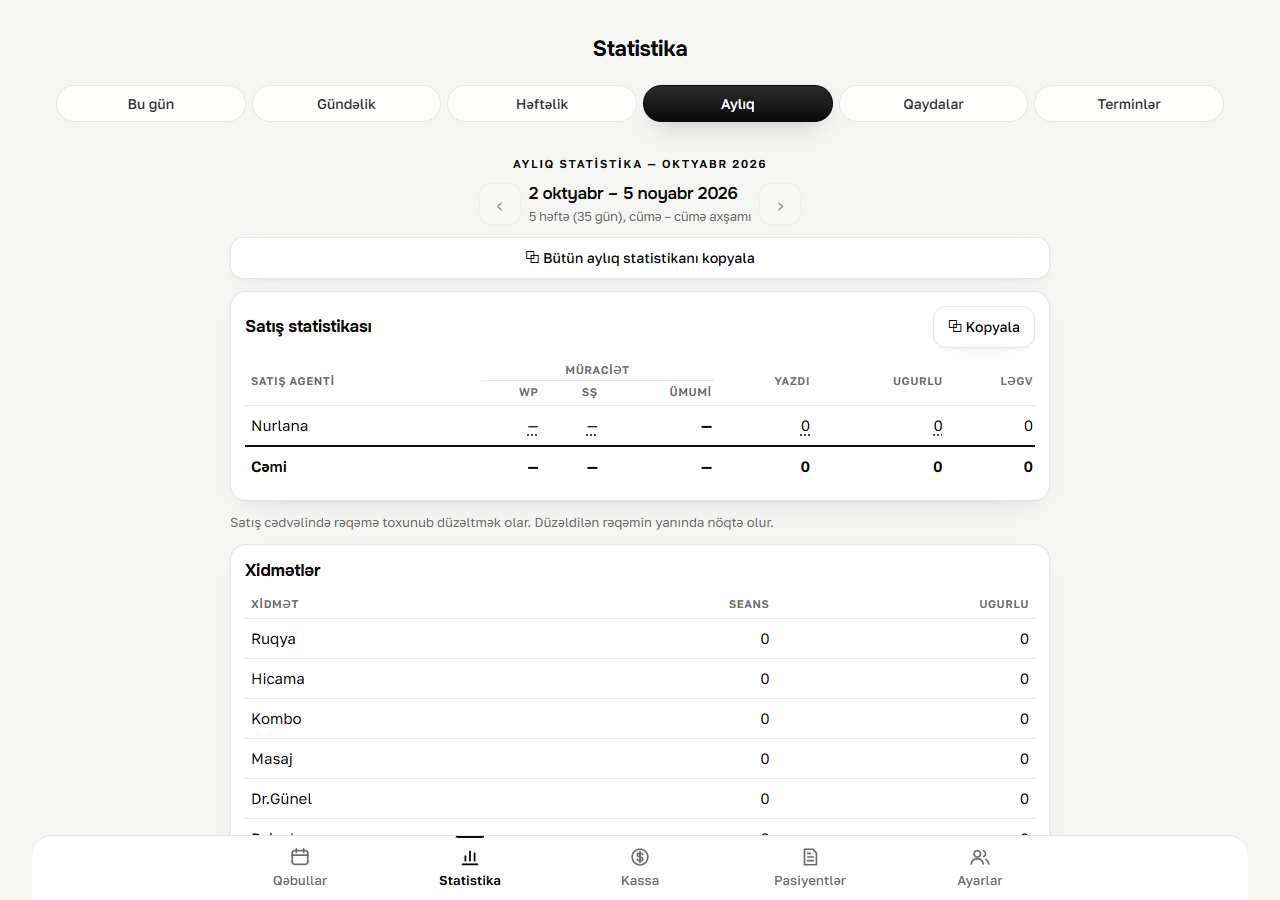 Statistika
Bu gün Gündəlik Həftəlik Aylıq Qaydalar Terminlər
AYLIQ STATİSTİKA — OKTYABR 2026
‹ 2 oktyabr – 5 noyabr 2026 ›
5 həftə (35 gün), cümə – cümə axşamı
Bütün aylıq statistikanı kopyala
Satış statistikası Kopyala
SATIŞ AGENTİ MÜRACİƏT YAZDI UGURLU LƏGV
WP SŞ ÜMUMİ
Nurlana — — — 0 0 0
Cəmi — — — 0 0 0
Satış cədvəlində rəqəmə toxunub düzəltmək olar. Düzəldilən rəqəmin yanında nöqtə olur.
Xidmətlər
XİDMƏT SEANS UGURLU
Ruqya 0 0
Hicama 0 0
Kombo 0 0
Masaj 0 0
Dr.Günel 0 0
Qəbullar Statistika Kassa Pasiyentlər Ayarlar